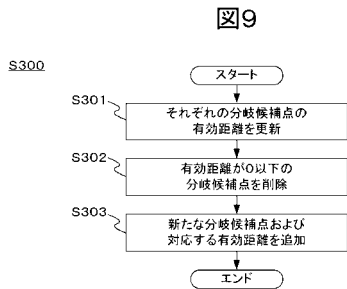 図9
S300
スタート
S301
それぞれの分岐候補点の
有効距離を更新
S302
有効距離が0以下の
分岐候補点を削除
S303
新たな分岐候補点および
対応する有効距離を追加
エンド